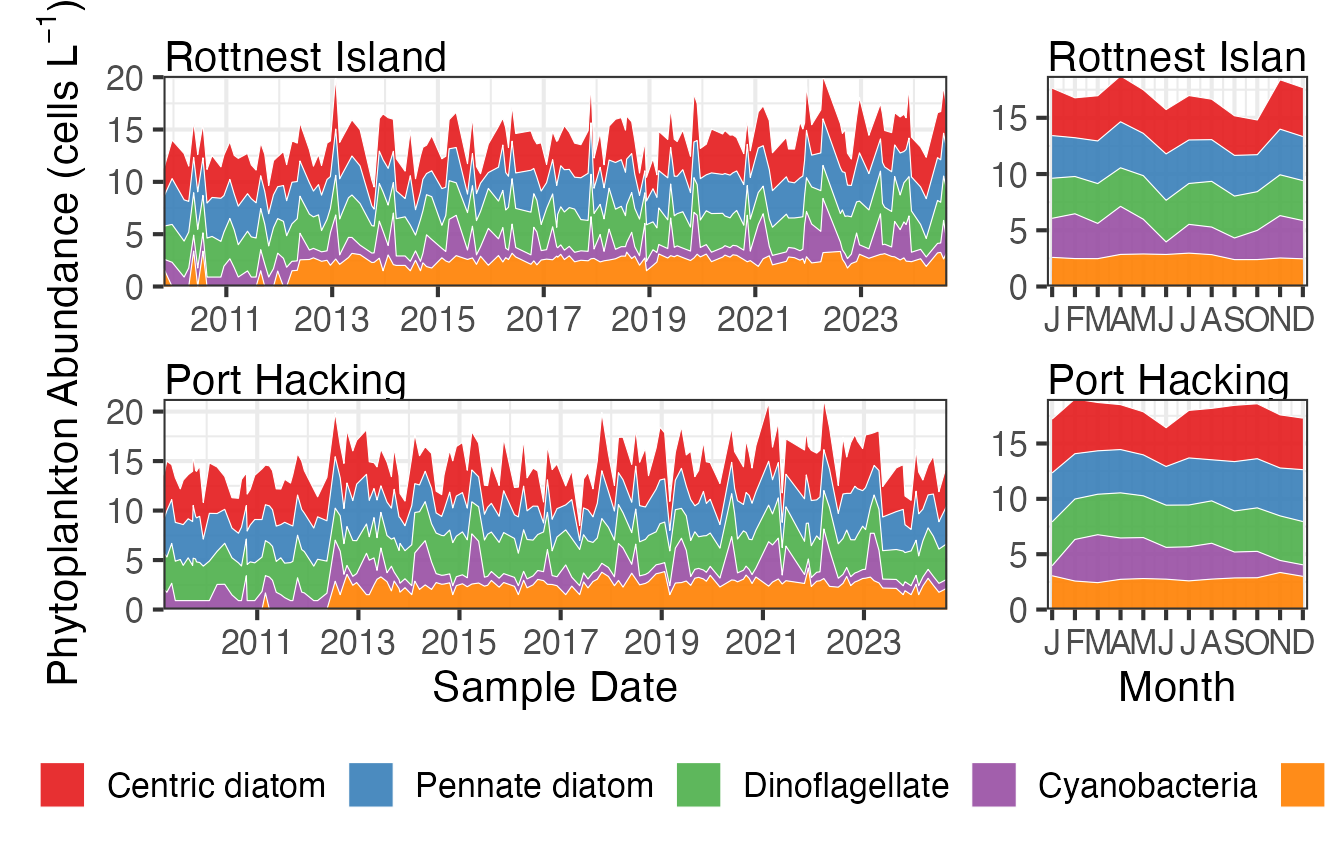 Phytoplankton Abundance (cells L⁻¹)
Rottnest Island
20
15
10
5
0
2011 2013 2015 2017 2019 2021 2023
Rottnest Islan
15
10
5
0
J F M A M J J A S O N D
Port Hacking
20
15
10
5
0
2011 2013 2015 2017 2019 2021 2023
Sample Date
Port Hacking
15
10
5
0
J F M A M J J A S O N D
Month
Centric diatom Pennate diatom Dinoflagellate Cyanobacteria